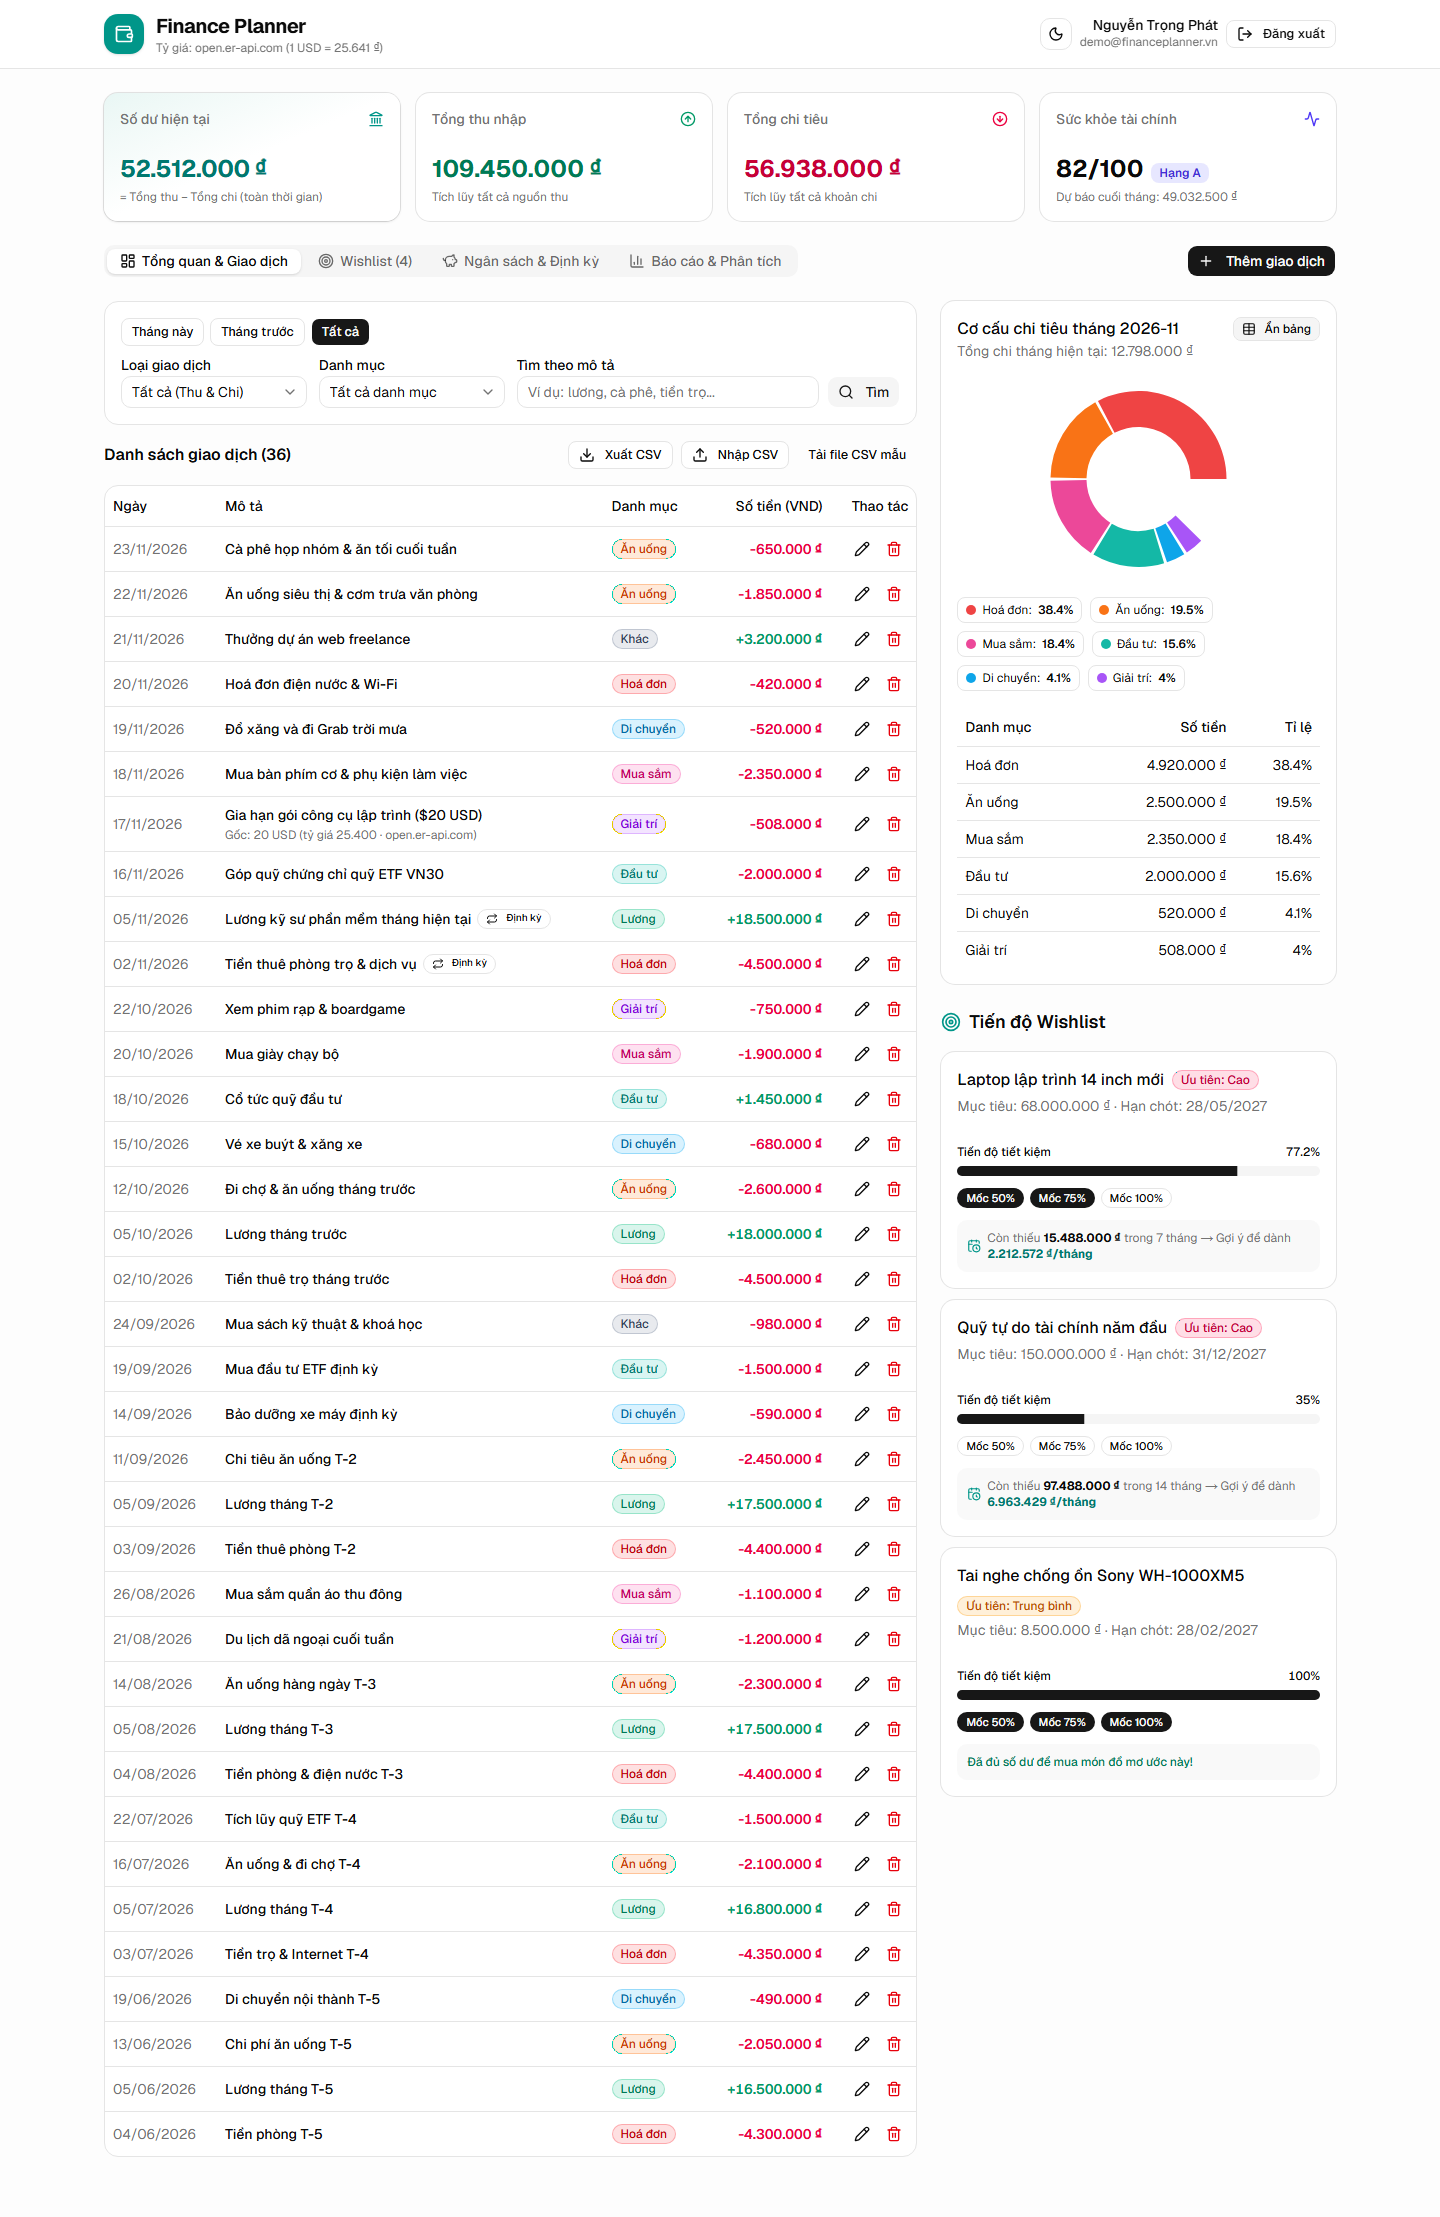 Finance Planner
Tỷ giá: open.er-api.com (1 USD = 25.641 ₫)
Nguyễn Trọng Phát
demo@financeplanner.vn
Đăng xuất
Số dư hiện tại
52.512.000 ₫
= Tổng thu − Tổng chi (toàn thời gian)
Tổng thu nhập
109.450.000 ₫
Tích lũy tất cả nguồn thu
Tổng chi tiêu
56.938.000 ₫
Tích lũy tất cả khoản chi
Sức khỏe tài chính
82/100 Hạng A
Dự báo cuối tháng: 49.032.500 ₫
Tổng quan & Giao dịch
Wishlist (4)
Ngân sách & Định kỳ
Báo cáo & Phân tích
Thêm giao dịch
Tháng này
Tháng trước
Tất cả
Loại giao dịch
Tất cả (Thu & Chi)
Danh mục
Tất cả danh mục
Tìm theo mô tả
Ví dụ: lương, cà phê, tiền trọ...
Tìm
Danh sách giao dịch (36)
Xuất CSV
Nhập CSV
Tải file CSV mẫu
Ngày Mô tả Danh mục Số tiền (VND) Thao tác
23/11/2026 Cà phê họp nhóm & ăn tối cuối tuần Ăn uống -650.000 ₫
22/11/2026 Ăn uống siêu thị & cơm trưa văn phòng Ăn uống -1.850.000 ₫
21/11/2026 Thưởng dự án web freelance Khác +3.200.000 ₫
20/11/2026 Hoá đơn điện nước & Wi-Fi Hoá đơn -420.000 ₫
19/11/2026 Đổ xăng và đi Grab trời mưa Di chuyển -520.000 ₫
18/11/2026 Mua bàn phím cơ & phụ kiện làm việc Mua sắm -2.350.000 ₫
17/11/2026 Gia hạn gói công cụ lập trình ($20 USD) Giải trí -508.000 ₫
Gốc: 20 USD (tỷ giá 25.400 · open.er-api.com)
16/11/2026 Góp quỹ chứng chỉ quỹ ETF VN30 Đầu tư -2.000.000 ₫
05/11/2026 Lương kỹ sư phần mềm tháng hiện tại Định kỳ Lương +18.500.000 ₫
02/11/2026 Tiền thuê phòng trọ & dịch vụ Định kỳ Hoá đơn -4.500.000 ₫
22/10/2026 Xem phim rạp & boardgame Giải trí -750.000 ₫
20/10/2026 Mua giày chạy bộ Mua sắm -1.900.000 ₫
18/10/2026 Cổ tức quỹ đầu tư Đầu tư +1.450.000 ₫
15/10/2026 Vé xe buýt & xăng xe Di chuyển -680.000 ₫
12/10/2026 Đi chợ & ăn uống tháng trước Ăn uống -2.600.000 ₫
05/10/2026 Lương tháng trước Lương +18.000.000 ₫
02/10/2026 Tiền thuê trọ tháng trước Hoá đơn -4.500.000 ₫
24/09/2026 Mua sách kỹ thuật & khoá học Khác -980.000 ₫
19/09/2026 Mua đầu tư ETF định kỳ Đầu tư -1.500.000 ₫
14/09/2026 Bảo dưỡng xe máy định kỳ Di chuyển -590.000 ₫
11/09/2026 Chi tiêu ăn uống T-2 Ăn uống -2.450.000 ₫
05/09/2026 Lương tháng T-2 Lương +17.500.000 ₫
03/09/2026 Tiền thuê phòng T-2 Hoá đơn -4.400.000 ₫
26/08/2026 Mua sắm quần áo thu đông Mua sắm -1.100.000 ₫
21/08/2026 Du lịch dã ngoại cuối tuần Giải trí -1.200.000 ₫
14/08/2026 Ăn uống hàng ngày T-3 Ăn uống -2.300.000 ₫
05/08/2026 Lương tháng T-3 Lương +17.500.000 ₫
04/08/2026 Tiền phòng & điện nước T-3 Hoá đơn -4.400.000 ₫
22/07/2026 Tích lũy quỹ ETF T-4 Đầu tư -1.500.000 ₫
16/07/2026 Ăn uống & đi chợ T-4 Ăn uống -2.100.000 ₫
05/07/2026 Lương tháng T-4 Lương +16.800.000 ₫
03/07/2026 Tiền trọ & Internet T-4 Hoá đơn -4.350.000 ₫
19/06/2026 Di chuyển nội thành T-5 Di chuyển -490.000 ₫
13/06/2026 Chi phí ăn uống T-5 Ăn uống -2.050.000 ₫
05/06/2026 Lương tháng T-5 Lương +16.500.000 ₫
04/06/2026 Tiền phòng T-5 Hoá đơn -4.300.000 ₫
Cơ cấu chi tiêu tháng 2026-11
Ẩn bảng
Tổng chi tháng hiện tại: 12.798.000 ₫
Hoá đơn: 38.4% Ăn uống: 19.5%
Mua sắm: 18.4% Đầu tư: 15.6%
Di chuyển: 4.1% Giải trí: 4%
Danh mục Số tiền Tỉ lệ
Hoá đơn 4.920.000 ₫ 38.4%
Ăn uống 2.500.000 ₫ 19.5%
Mua sắm 2.350.000 ₫ 18.4%
Đầu tư 2.000.000 ₫ 15.6%
Di chuyển 520.000 ₫ 4.1%
Giải trí 508.000 ₫ 4%
Tiến độ Wishlist
Laptop lập trình 14 inch mới Ưu tiên: Cao
Mục tiêu: 68.000.000 ₫ · Hạn chót: 28/05/2027
Tiến độ tiết kiệm 77.2%
Mốc 50% Mốc 75% Mốc 100%
Còn thiếu 15.488.000 ₫ trong 7 tháng → Gợi ý để dành
2.212.572 ₫/tháng
Quỹ tự do tài chính năm đầu Ưu tiên: Cao
Mục tiêu: 150.000.000 ₫ · Hạn chót: 31/12/2027
Tiến độ tiết kiệm 35%
Mốc 50% Mốc 75% Mốc 100%
Còn thiếu 97.488.000 ₫ trong 14 tháng → Gợi ý để dành
6.963.429 ₫/tháng
Tai nghe chống ồn Sony WH-1000XM5
Ưu tiên: Trung bình
Mục tiêu: 8.500.000 ₫ · Hạn chót: 28/02/2027
Tiến độ tiết kiệm 100%
Mốc 50% Mốc 75% Mốc 100%
Đã đủ số dư để mua món đồ mơ ước này!